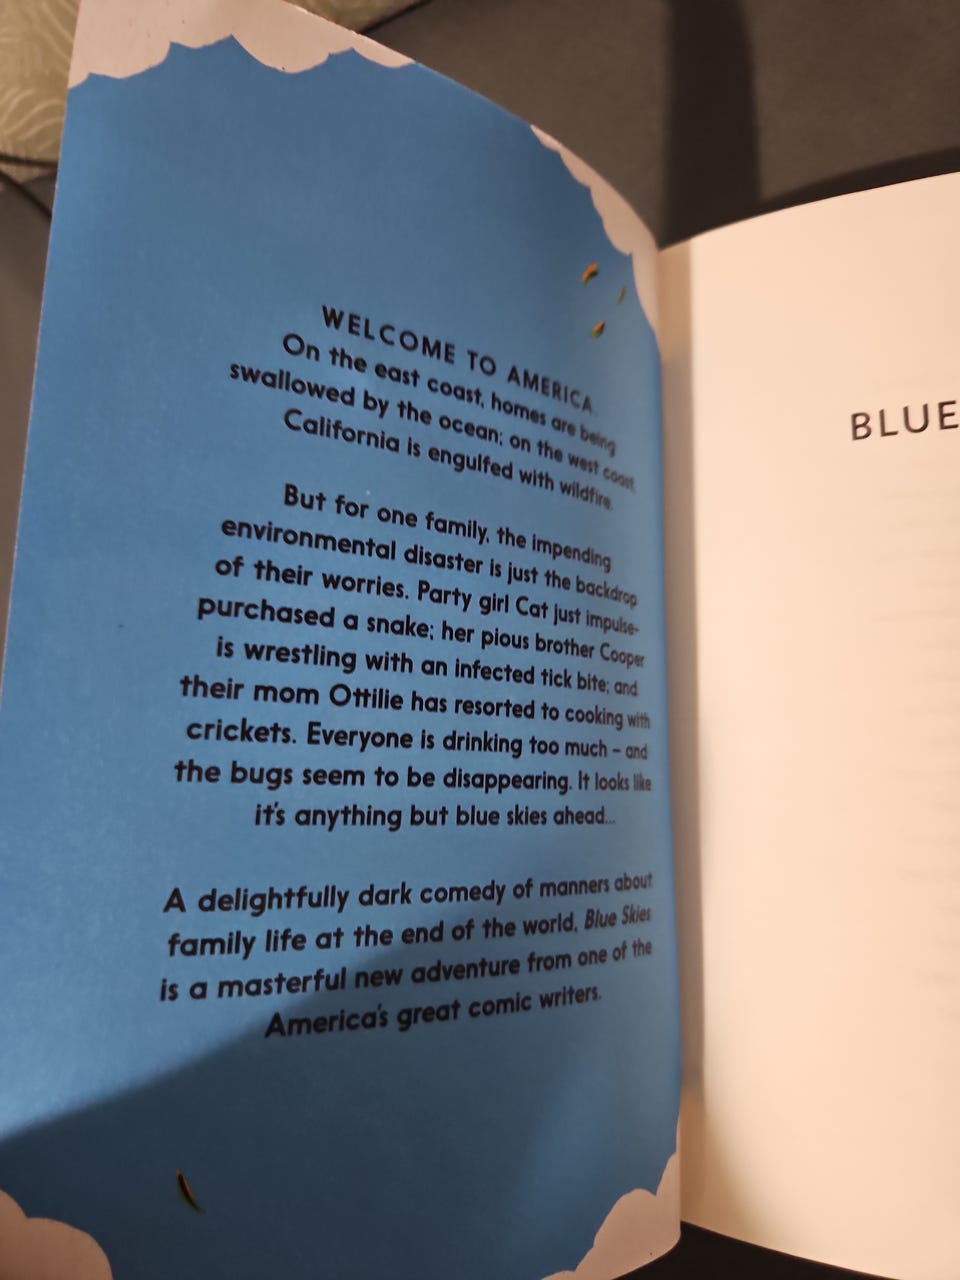 WELCOME TO AMERICA.
On the east coast, homes are being
swallowed by the ocean; on the west coast,
California is engulfed with wildfire.
But for one family, the impending
environmental disaster is just the backdrop
of their worries. Party girl Cat just impulse-
purchased a snake; her pious brother Cooper
is wrestling with an infected tick bite; and
their mom Ottilie has resorted to cooking with
crickets. Everyone is drinking too much – and
the bugs seem to be disappearing. It looks like
it's anything but blue skies ahead...
A delightfully dark comedy of manners about
family life at the end of the world, Blue Skies
is a masterful new adventure from one of the
America's great comic writers.
BLUE